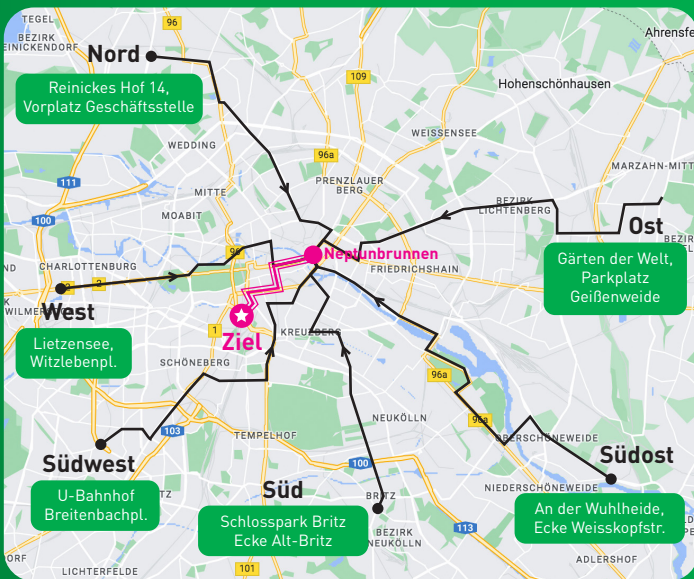 TEGEL
BEZIRK
REINICKENDORF
96
Ahrensfe
Nord
Reinickes Hof 14,
Vorplatz Geschäftsstelle
109
Hohenschönhausen
WEISSENSEE
WEDDING
96a
MARZAHN-MITT
111
PRENZLAUER
BERG
MITTE
100
MOABIT
BEZIRK
LICHTENBERG
Ost
96
Neptunbrunnen
CHARLOTTENBURG
FRIEDRICHSHAIN
Gärten der Welt,
Parkplatz
Geißenweide
2
West
WILMERSD
Lietzensee,
Witzlebenpl.
1
Ziel
KREUZBERG
SCHÖNEBERG
96a
103
TEMPELHOF
NEUKÖLLN
96a
OBERSCHÖNEWEIDE
Südwest
U-Bahnhof
Breitenbachpl.
100
Süd
Schlosspark Britz
Ecke Alt-Britz
BRITZ
BEZIRK
NEUKÖLLN
113
NIEDERSCHÖNEWEIDE
Südost
An der Wuhlheide,
Ecke Weisskopfstr.
ADLERSHOF
LICHTERFELDE
101